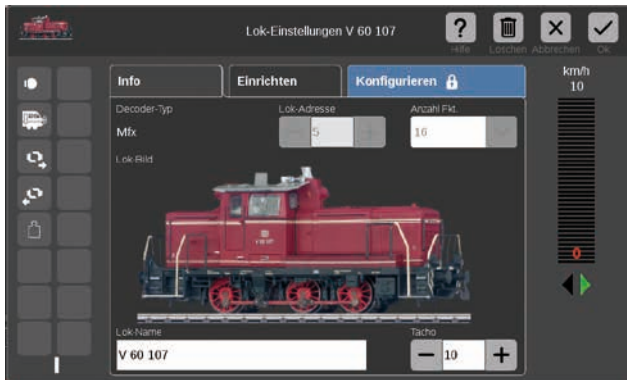 Lok-Einstellungen V 60 107
?
Hilfe
Löschen
Abbrechen
Ok
Info
Einrichten
Konfigurieren
km/h
10
Decoder-Typ
Lok-Adresse
Anzahl Fkt.
Mfx
5
16
Lok-Bild
0
Lok-Name
Tacho
V 60 107
10